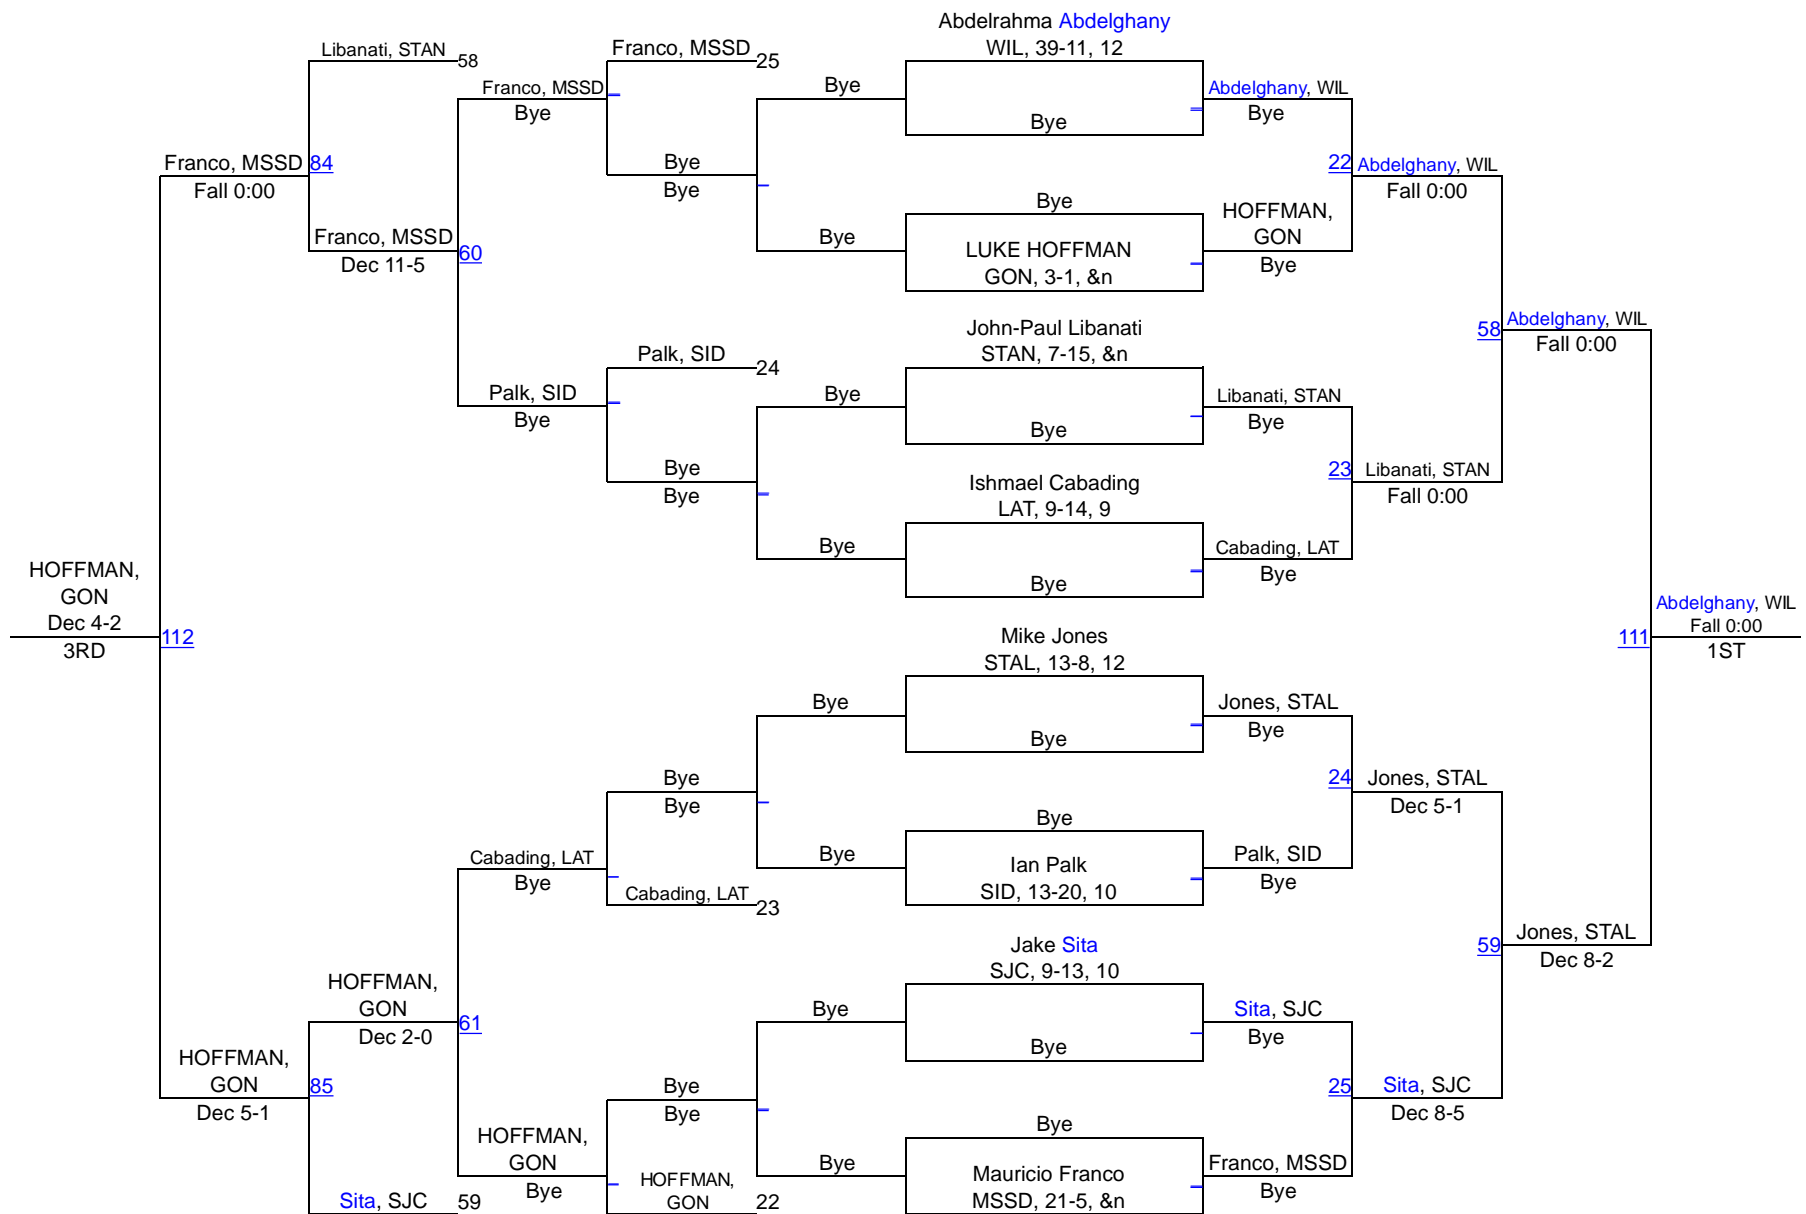 Libanati, STAN
58
Franco, MSSD
84
Fall 0:00
Franco, MSSD
Dec 11-5
60
Franco, MSSD
Bye
Franco, MSSD
25
Bye
Bye
Palk, SID
Bye
Palk, SID
24
Bye
Bye
HOFFMAN,
GON
Dec 4-2
3RD
112
Cabading, LAT
Bye
Bye
Bye
Cabading, LAT
23
HOFFMAN,
GON
Dec 2-0
61
HOFFMAN,
GON
Dec 5-1
85
HOFFMAN,
GON
Bye
Bye
Bye
HOFFMAN,
GON
22
Sita, SJC
59
Abdelrahma Abdelghany
WIL, 39-11, 12
Bye
Bye
Bye
Bye
LUKE HOFFMAN
GON, 3-1, &n
John-Paul Libanati
STAN, 7-15, &n
Bye
Bye
Ishmael Cabading
LAT, 9-14, 9
Bye
Bye
Mike Jones
STAL, 13-8, 12
Bye
Bye
Bye
Bye
Ian Palk
SID, 13-20, 10
Jake Sita
SJC, 9-13, 10
Bye
Bye
Bye
Bye
Mauricio Franco
MSSD, 21-5, &n
Abdelghany, WIL
Bye
22
Abdelghany, WIL
Fall 0:00
HOFFMAN,
GON
Bye
58
Abdelghany, WIL
Fall 0:00
Libanati, STAN
Bye
23
Libanati, STAN
Fall 0:00
Cabading, LAT
Bye
Abdelghany, WIL
Fall 0:00
111
1ST
Jones, STAL
Bye
24
Jones, STAL
Dec 5-1
Palk, SID
Bye
59
Jones, STAL
Dec 8-2
Sita, SJC
Bye
25
Sita, SJC
Dec 8-5
Franco, MSSD
Bye